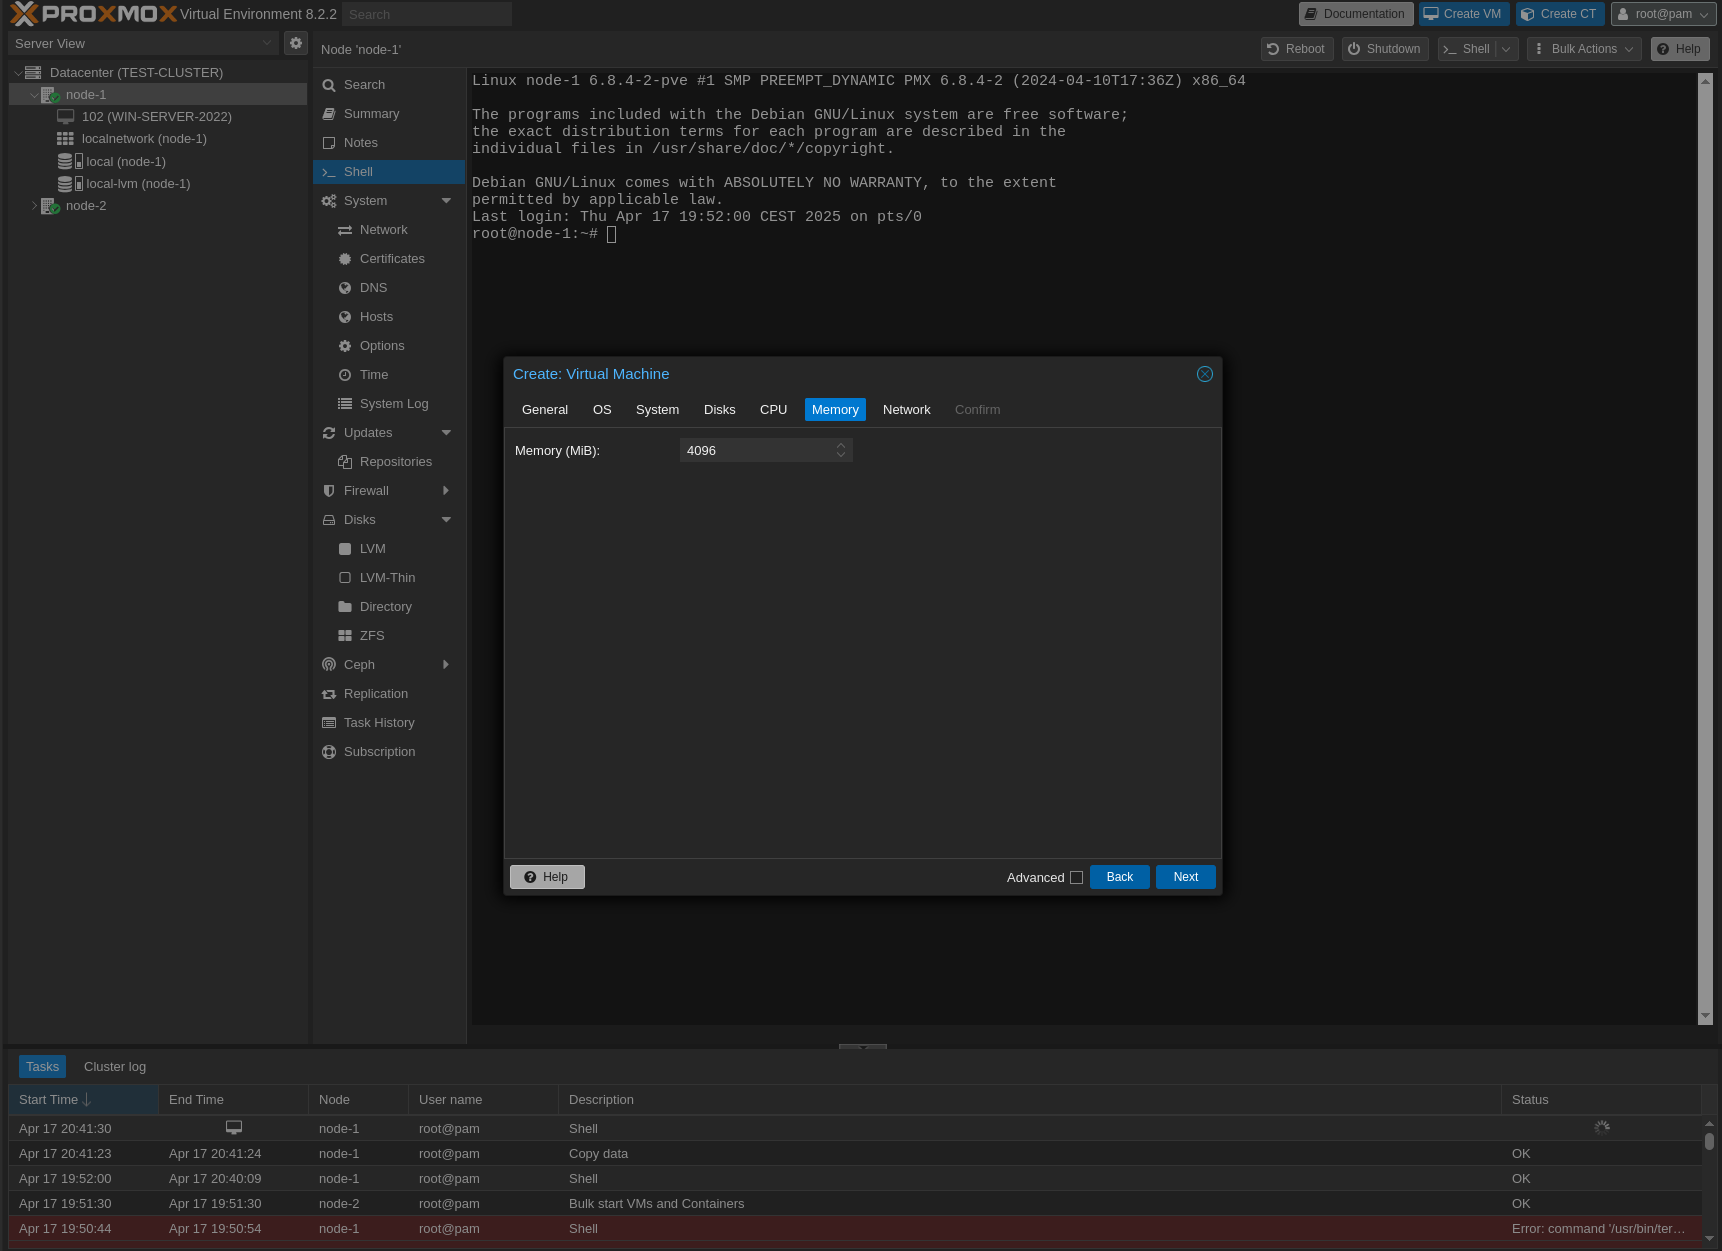 PROXMOX Virtual Environment 8.2.2 Search
Documentation Create VM Create CT root@pam
Server View
Node 'node-1'
Reboot Shutdown Shell Bulk Actions Help
Datacenter (TEST-CLUSTER)
node-1
102 (WIN-SERVER-2022)
localnetwork (node-1)
local (node-1)
local-lvm (node-1)
node-2
Search
Summary
Notes
Shell
System
Network
Certificates
DNS
Hosts
Options
Time
System Log
Updates
Repositories
Firewall
Disks
LVM
LVM-Thin
Directory
ZFS
Ceph
Replication
Task History
Subscription
Linux node-1 6.8.4-2-pve #1 SMP PREEMPT_DYNAMIC PMX 6.8.4-2 (2024-04-10T17:36Z) x86_64
The programs included with the Debian GNU/Linux system are free software;
the exact distribution terms for each program are described in the
individual files in /usr/share/doc/*/copyright.
Debian GNU/Linux comes with ABSOLUTELY NO WARRANTY, to the extent
permitted by applicable law.
Last login: Thu Apr 17 19:52:00 CEST 2025 on pts/0
root@node-1:~#
Create: Virtual Machine
General OS System Disks CPU Memory Network Confirm
Memory (MiB): 4096
Help Advanced Back Next
Tasks Cluster log
Start Time End Time Node User name Description Status
Apr 17 20:41:30 node-1 root@pam Shell
Apr 17 20:41:23 Apr 17 20:41:24 node-1 root@pam Copy data OK
Apr 17 19:52:00 Apr 17 20:40:09 node-1 root@pam Shell OK
Apr 17 19:51:30 Apr 17 19:51:30 node-2 root@pam Bulk start VMs and Containers OK
Apr 17 19:50:44 Apr 17 19:50:54 node-1 root@pam Shell Error: command '/usr/bin/ter…